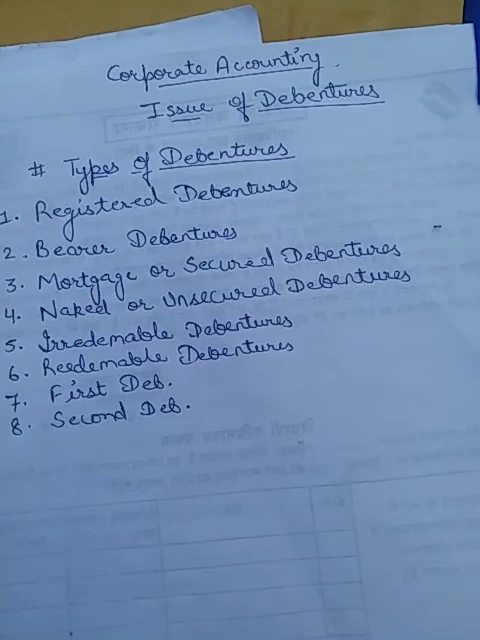 Corporate Accounting.
Issue of Debentures
# Types of Debentures
1. Registered Debentures
2. Bearer Debentures
3. Mortgage or Secured Debentures
4. Naked or Unsecured Debentures
5. Irredemable Debentures
6. Reedemable Debentures
7. First Deb.
8. Second Deb.